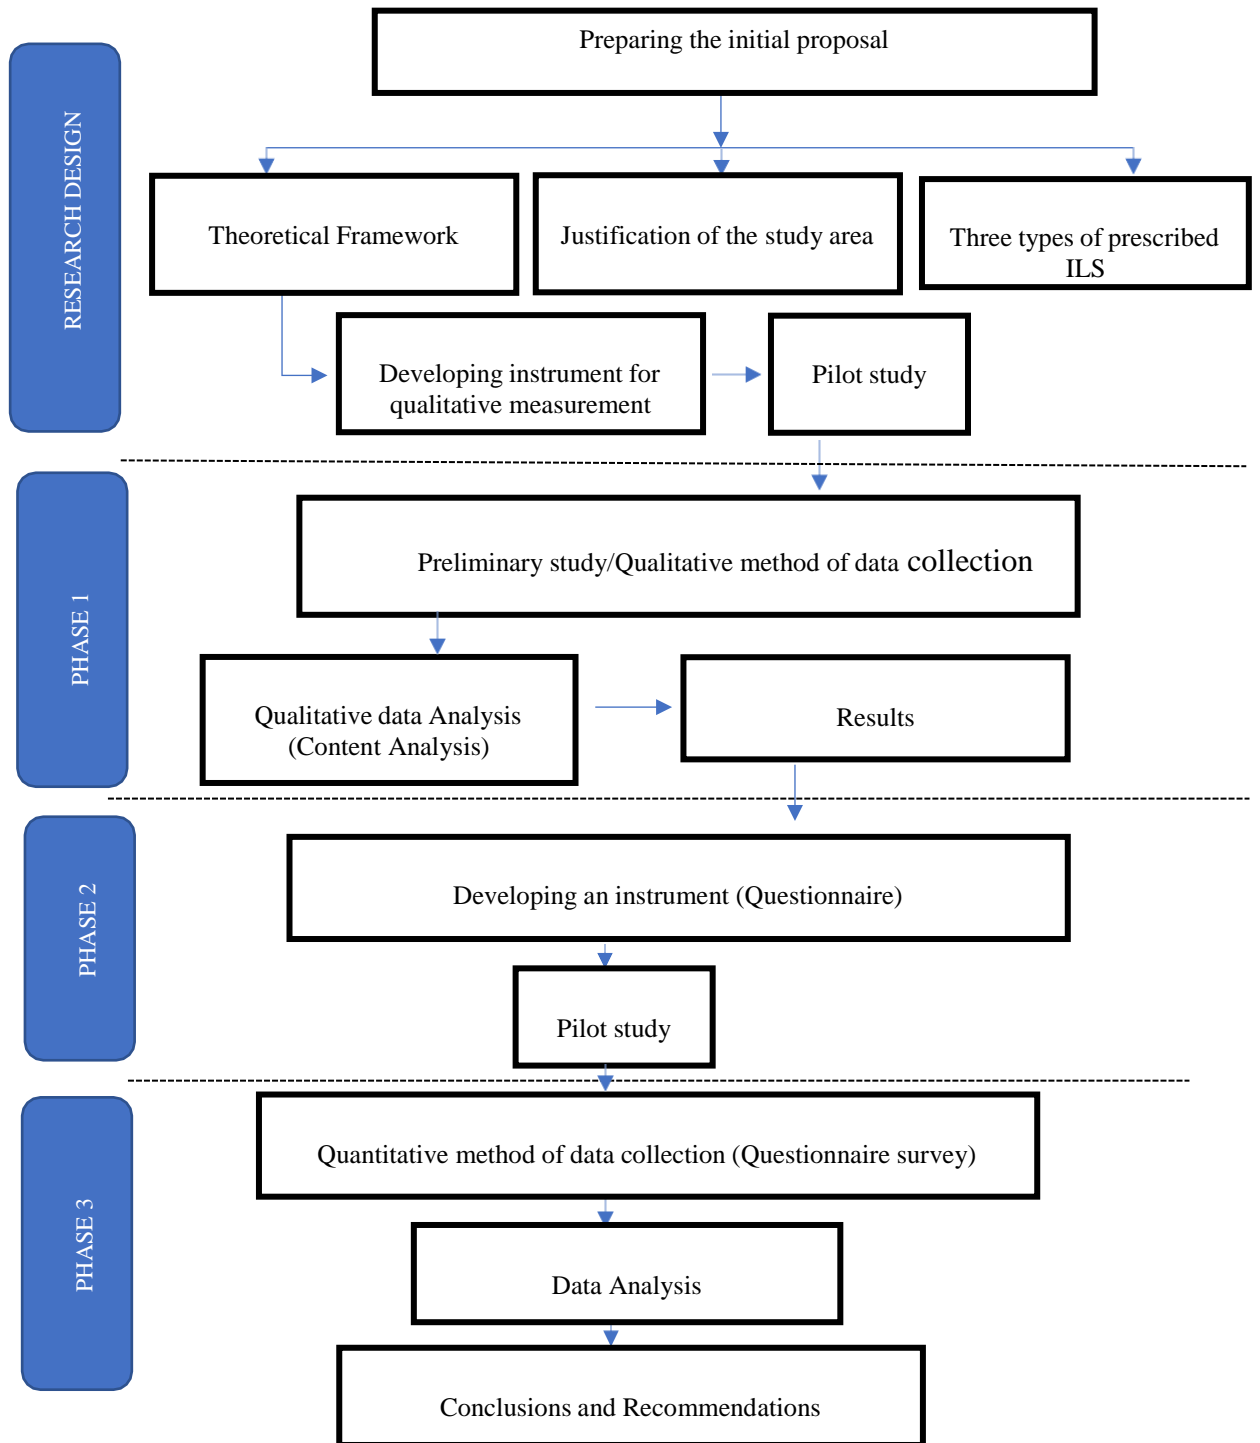 RESEARCH DESIGN
Preparing the initial proposal
Theoretical Framework
Justification of the study area
Three types of prescribed
ILS
Developing instrument for
qualitative measurement
Pilot study
PHASE 1
Preliminary study/Qualitative method of data collection
Qualitative data Analysis
(Content Analysis)
Results
PHASE 2
Developing an instrument (Questionnaire)
Pilot study
PHASE 3
Quantitative method of data collection (Questionnaire survey)
Data Analysis
Conclusions and Recommendations